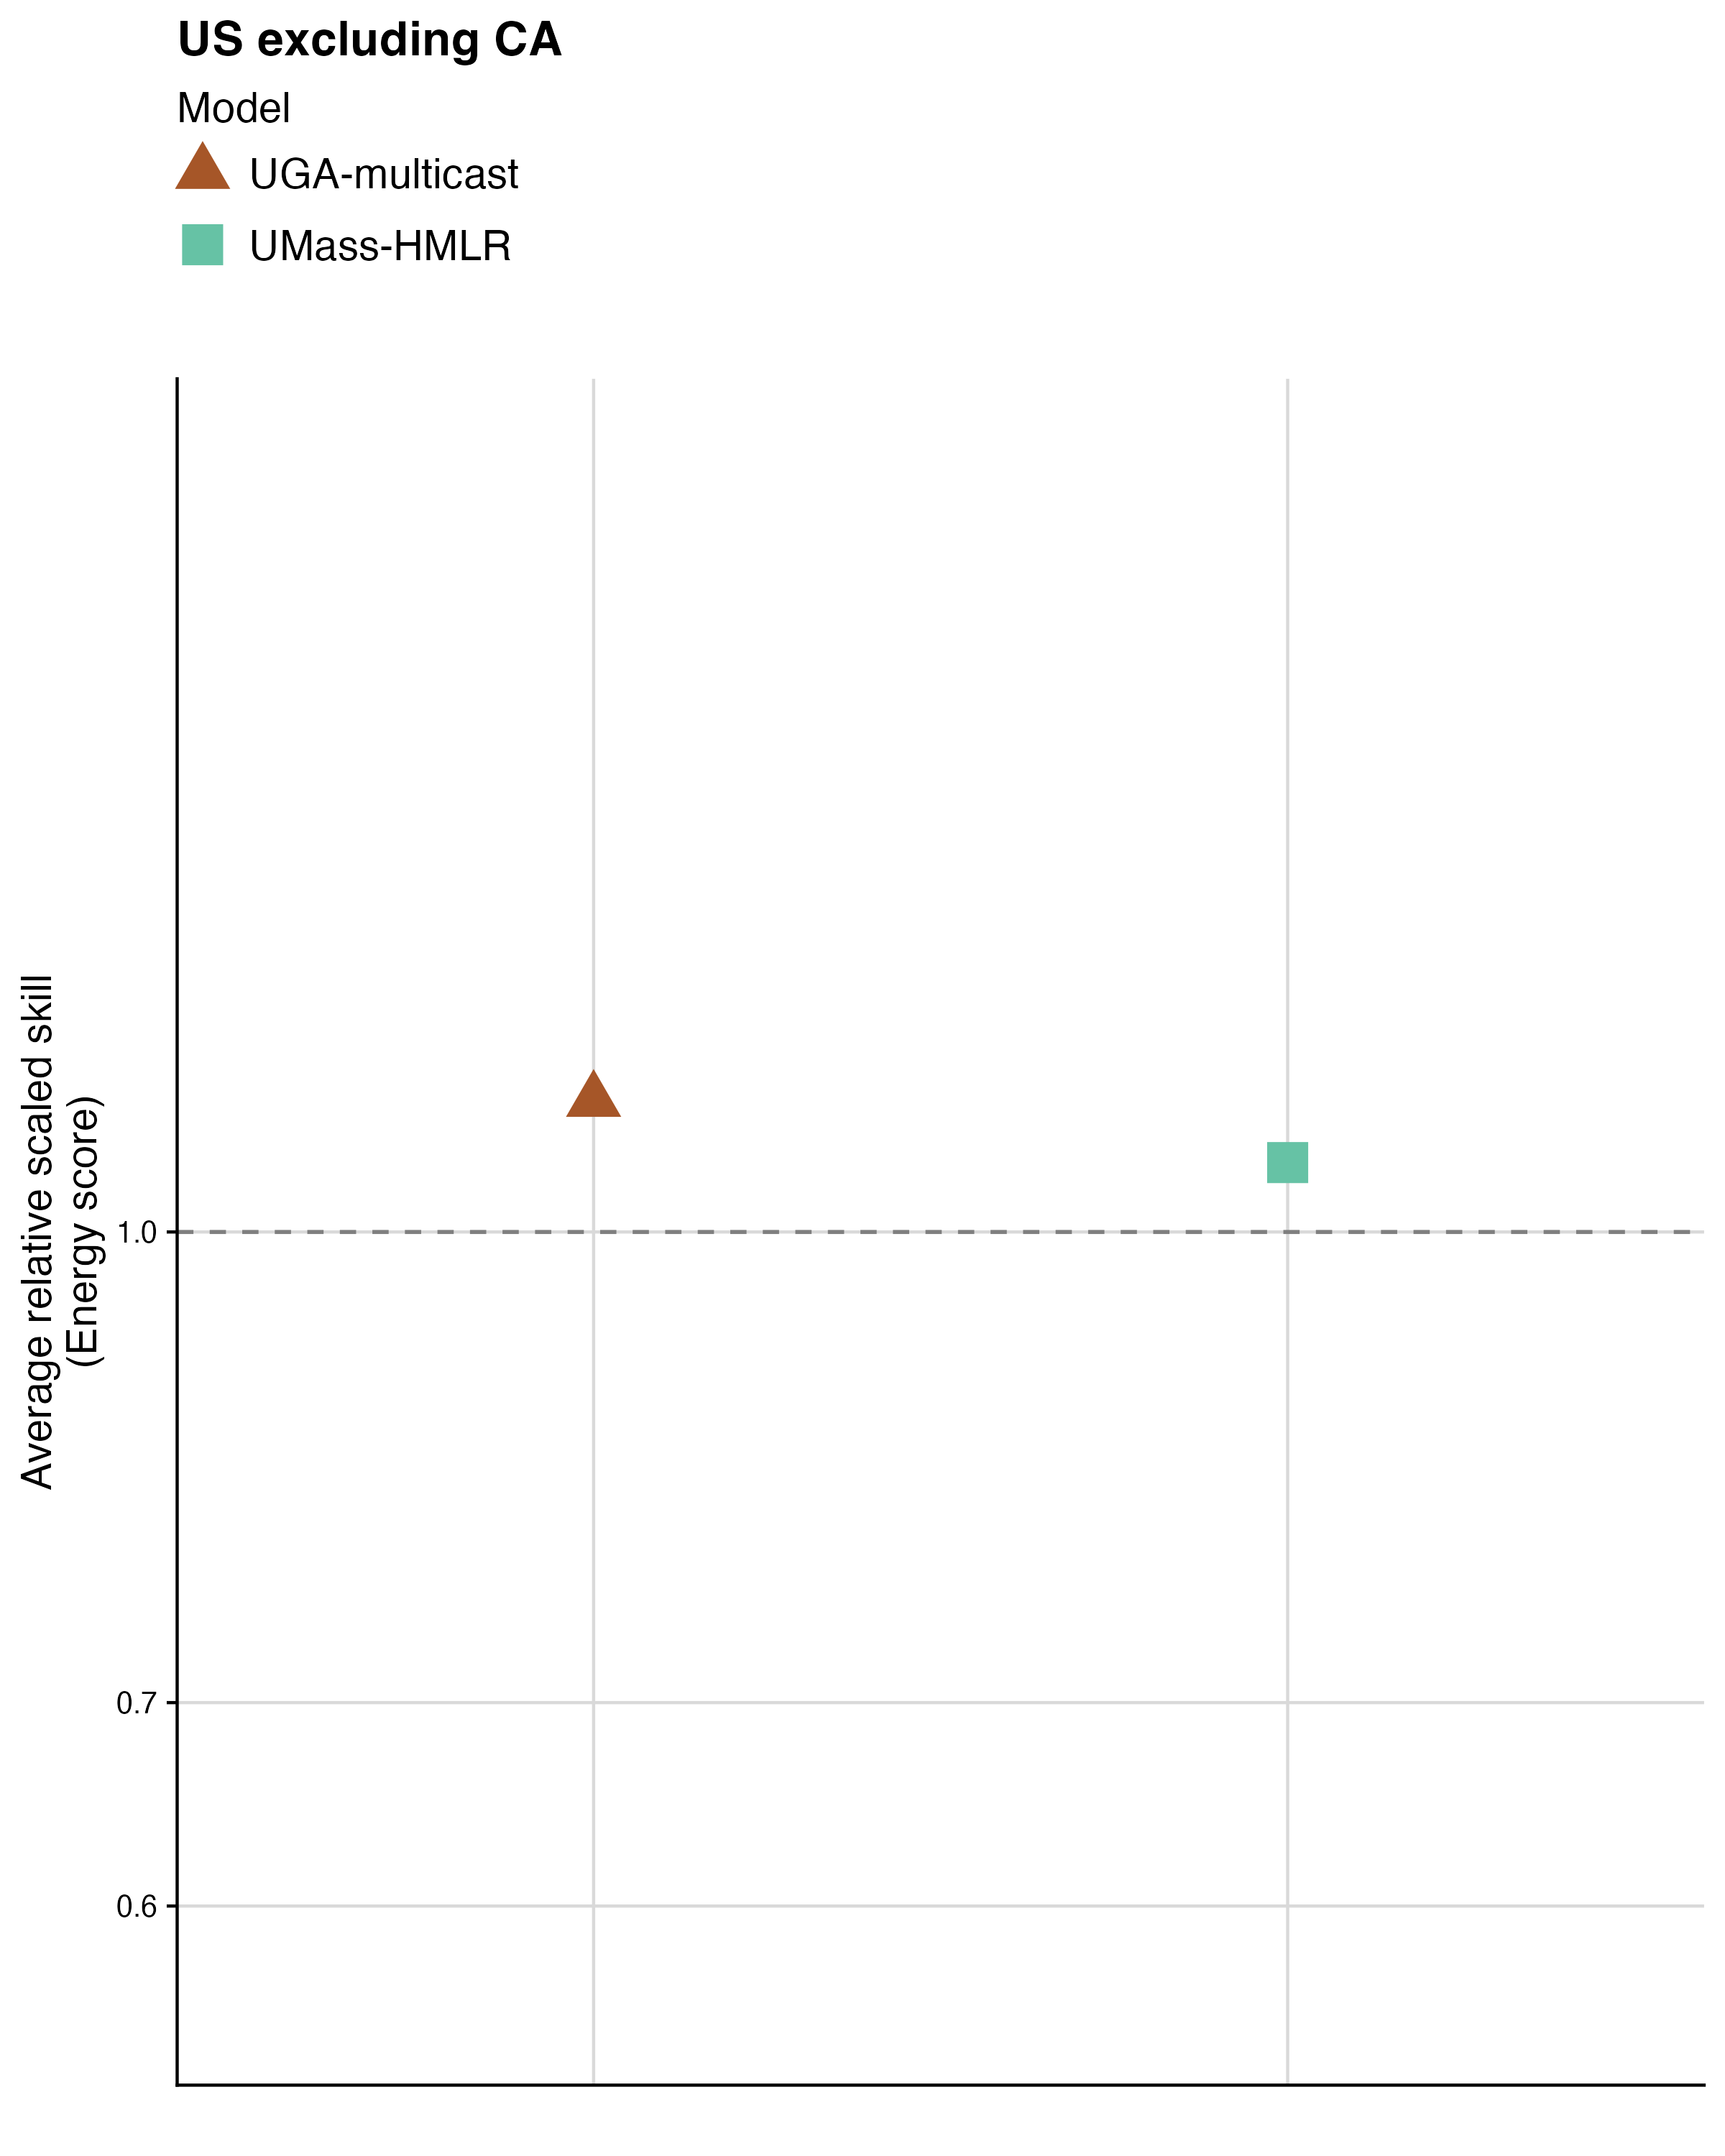 US excluding CA
Model
UGA-multicast
UMass-HMLR
Average relative scaled skill
(Energy score)
1.0
0.7
0.6